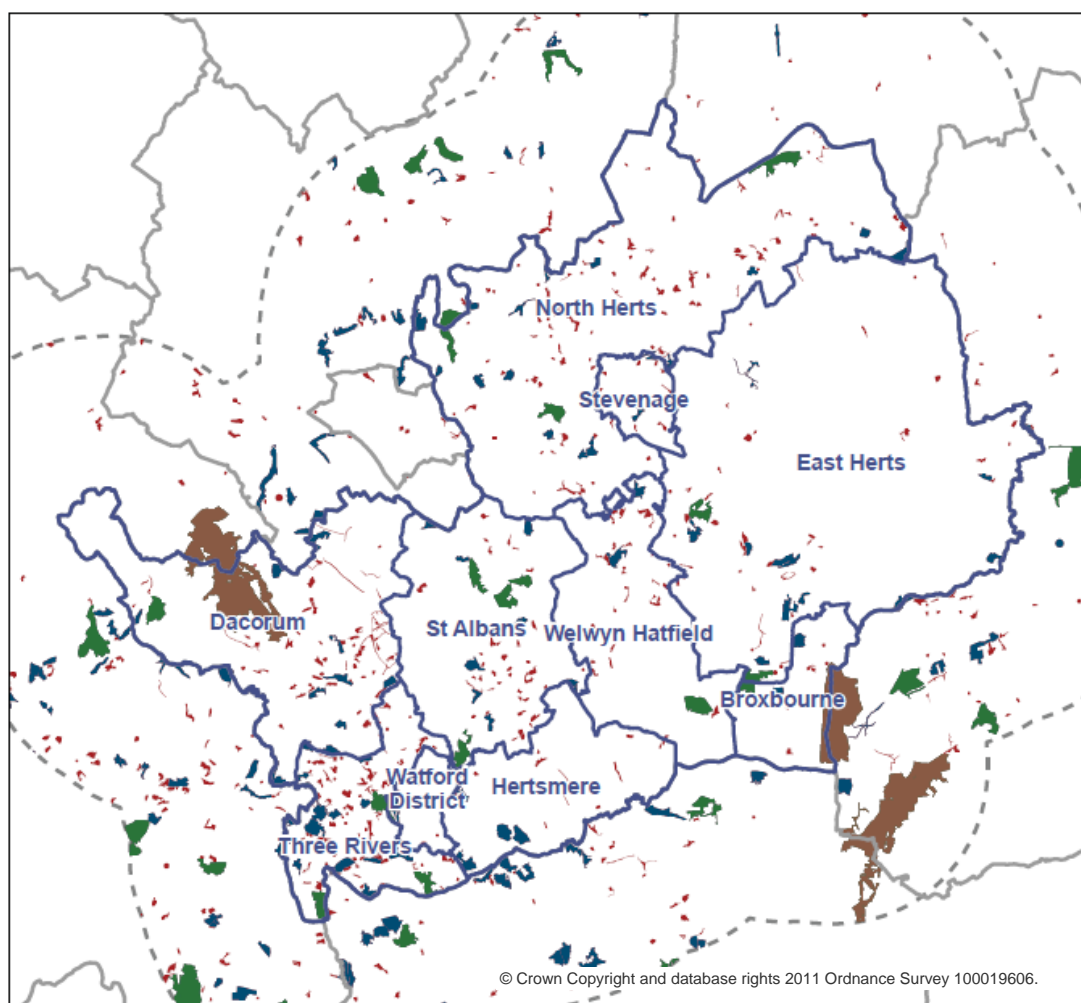 North Herts
Stevenage
East Herts
Dacorum
St Albans
Welwyn Hatfield
Broxbourne
Watford
District
Hertsmere
Three Rivers
© Crown Copyright and database rights 2011 Ordnance Survey 100019606.